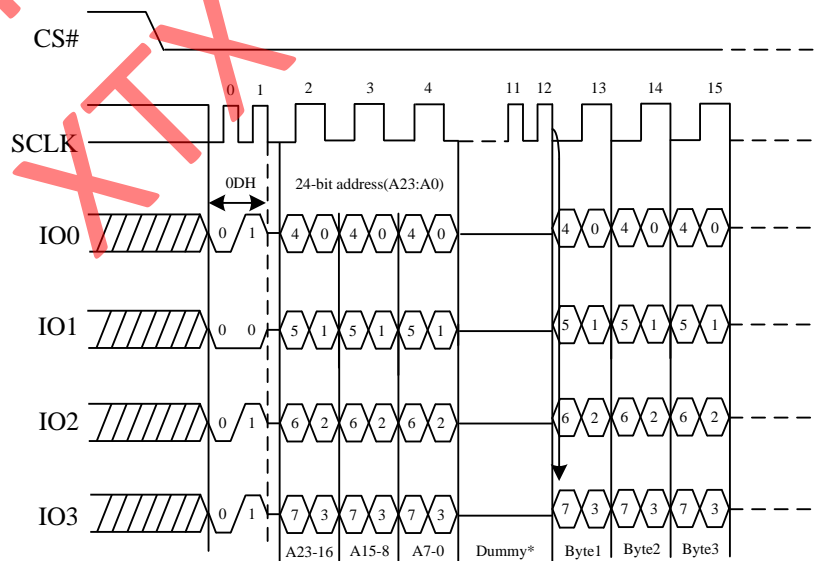 XTX
CS#
0 1 2 3 4 11 12 13 14 15
SCLK
0DH 24-bit address(A23:A0)
IO0 0 1 4 0 4 0 4 0 4 0 4 0 4 0
IO1 0 0 5 1 5 1 5 1 5 1 5 1 5 1
IO2 0 1 6 2 6 2 6 2 6 2 6 2 6 2
IO3 0 1 7 3 7 3 7 3 7 3 7 3 7 3
A23-16 A15-8 A7-0 Dummy* Byte1 Byte2 Byte3